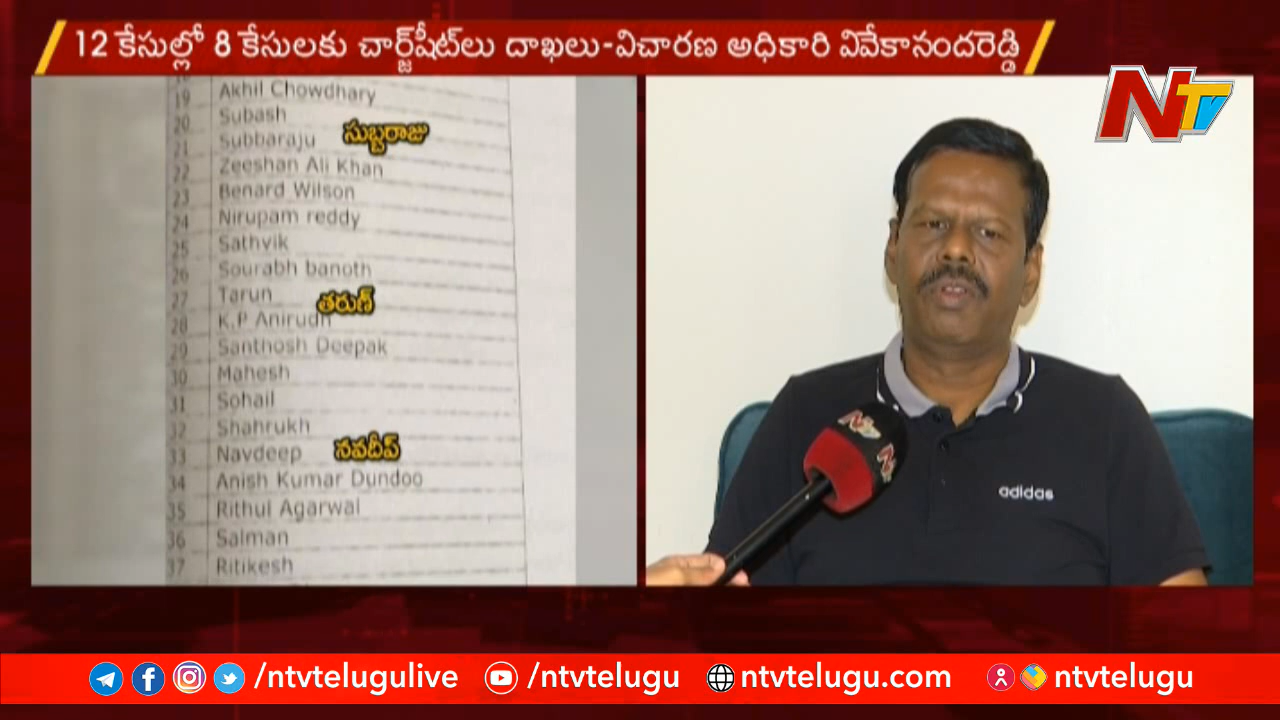 12 కేసుల్లో 8 కేసులకు చార్జ్‌షీట్‌లు దాఖలు-విచారణ అధికారి వివేకానందరెడ్డి
NTV
19 Akhil Chowdhary
20 Subash
21 Subbaraju సుబ్బరాజు
22 Zeeshan Ali Khan
23 Benard Wilson
24 Nirupam reddy
25 Sathvik
26 Sourabh banoth
27 Tarun తరుణ్
28 K.P Anirudh
29 Santhosh Deepak
30 Mahesh
31 Sohail
32 Shahrukh
33 Navdeep నవదీప్
34 Anish Kumar Dundoo
35 Rithul Agarwal
36 Salman
37 Ritikesh
adidas
/ntvtelugulive /ntvtelugu ntvtelugu.com ntvtelugu